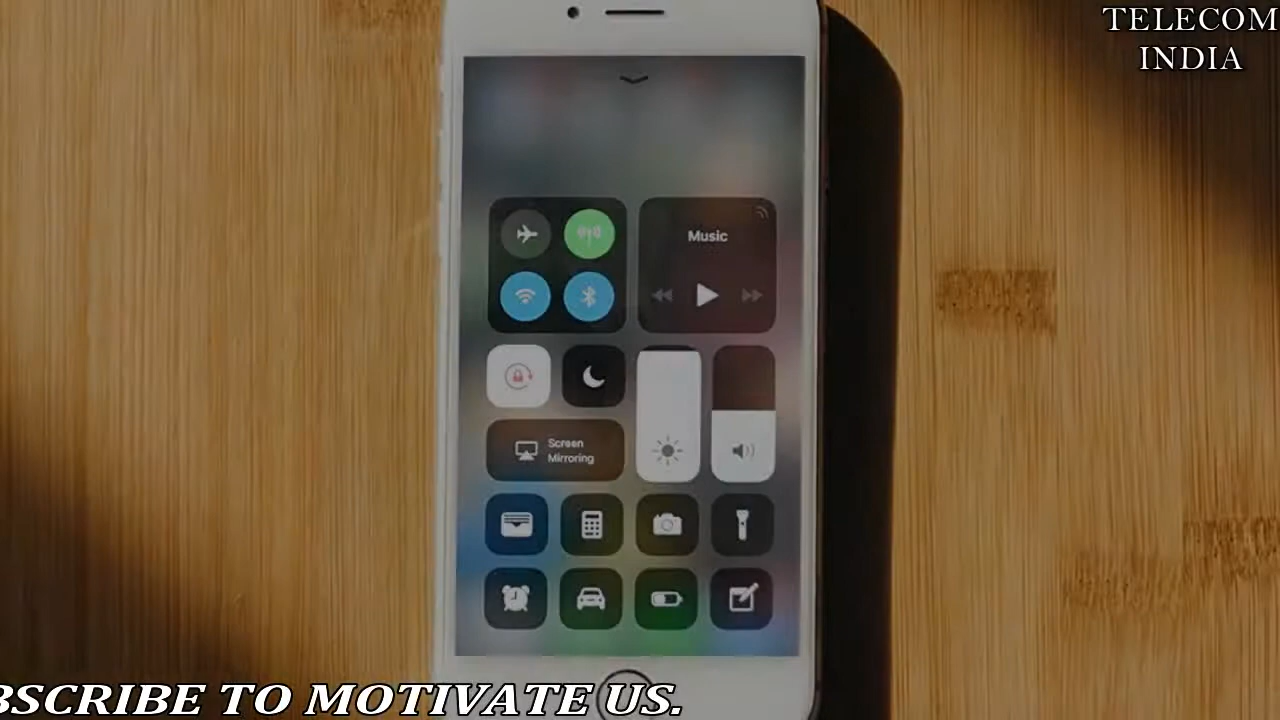 TELECOM
INDIA
Music
Screen
Mirroring
BSCRIBE TO MOTIVATE US.